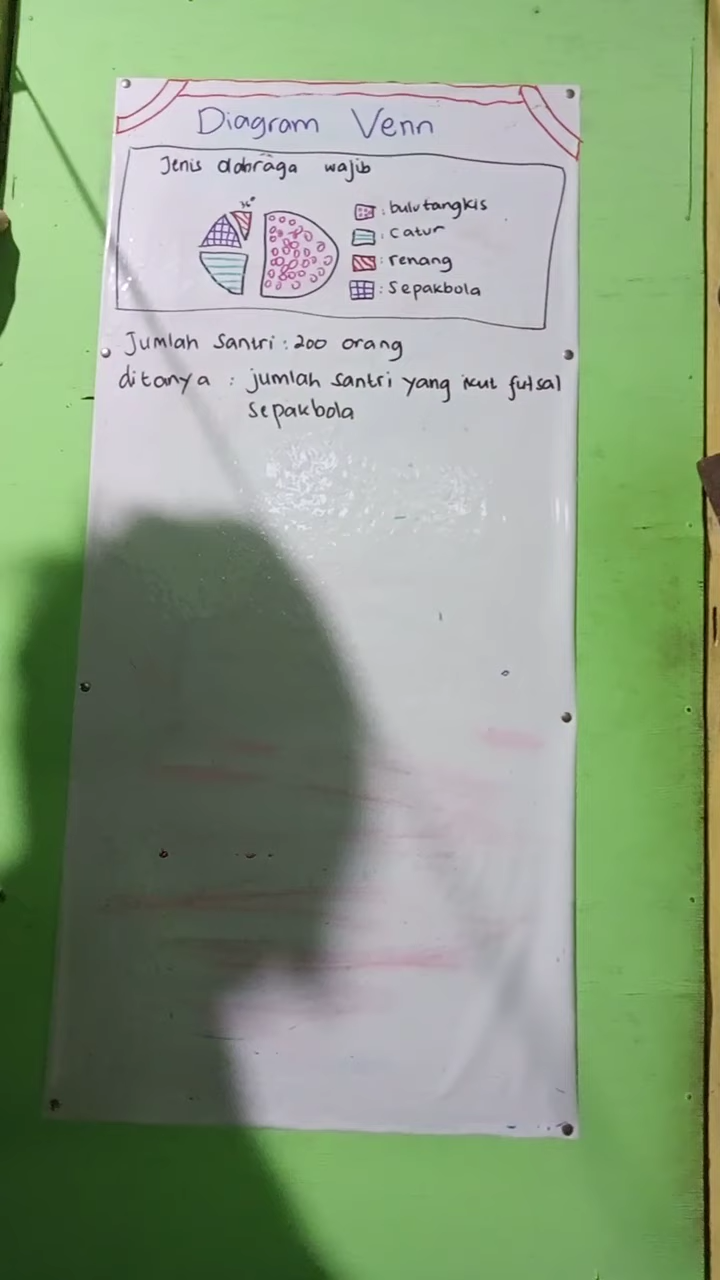 Diagram Venn
Jenis olahraga wajib
36°
: bulutangkis
: catur
: renang
: Sepakbola
Jumlah Santri : 200 orang
ditanya : jumlah santri yang ikut futsal
sepakbola